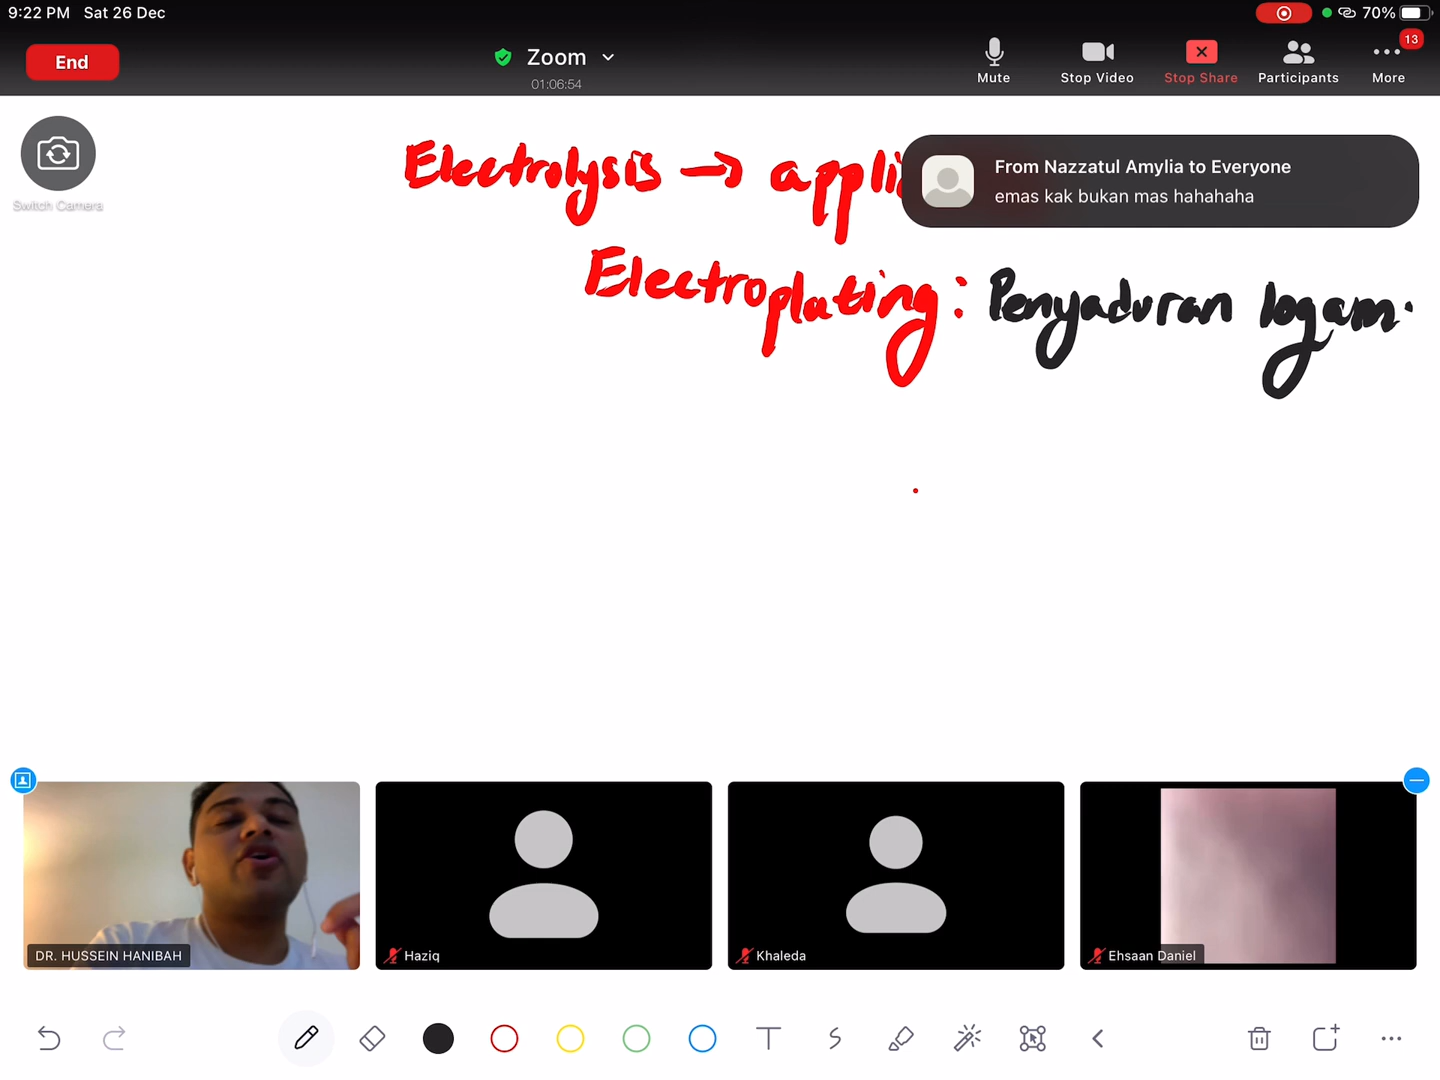 9:22 PM Sat 26 Dec
70%
End
Zoom
01:06:54
Mute
Stop Video
Stop Share
Participants
More
13
Switch Camera
Electrolysis → appli
From Nazzatul Amylia to Everyone
emas kak bukan mas hahahaha
Electroplating : Penyaduran logam.
DR. HUSSEIN HANIBAH
Haziq
Khaleda
Ehsaan Daniel